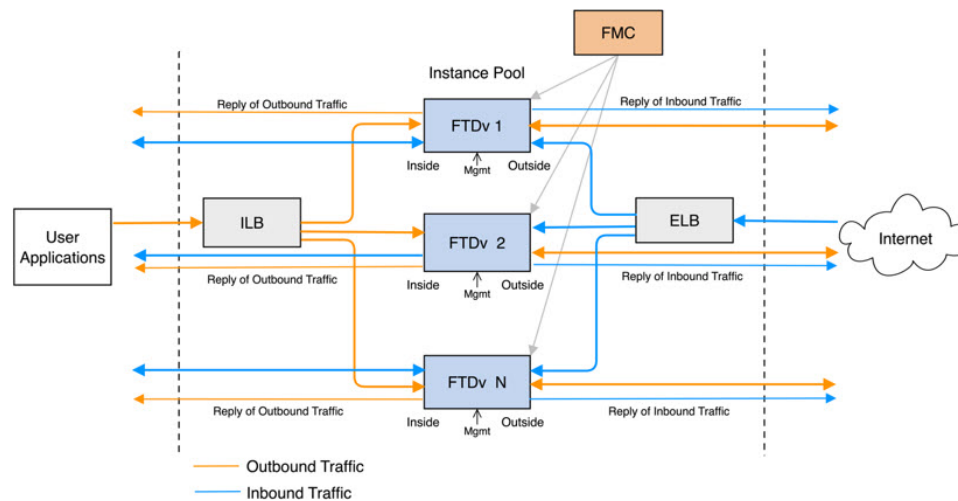 FMC
Instance Pool
Reply of Outbound Traffic
FTDv 1
Reply of Inbound Traffic
Inside
Mgmt
Outside
User
Applications
ILB
FTDv 2
ELB
Internet
Reply of Outbound Traffic
Inside
Mgmt
Outside
Reply of Inbound Traffic
FTDv N
Reply of Outbound Traffic
Inside
Mgmt
Outside
Reply of Inbound Traffic
Outbound Traffic
Inbound Traffic